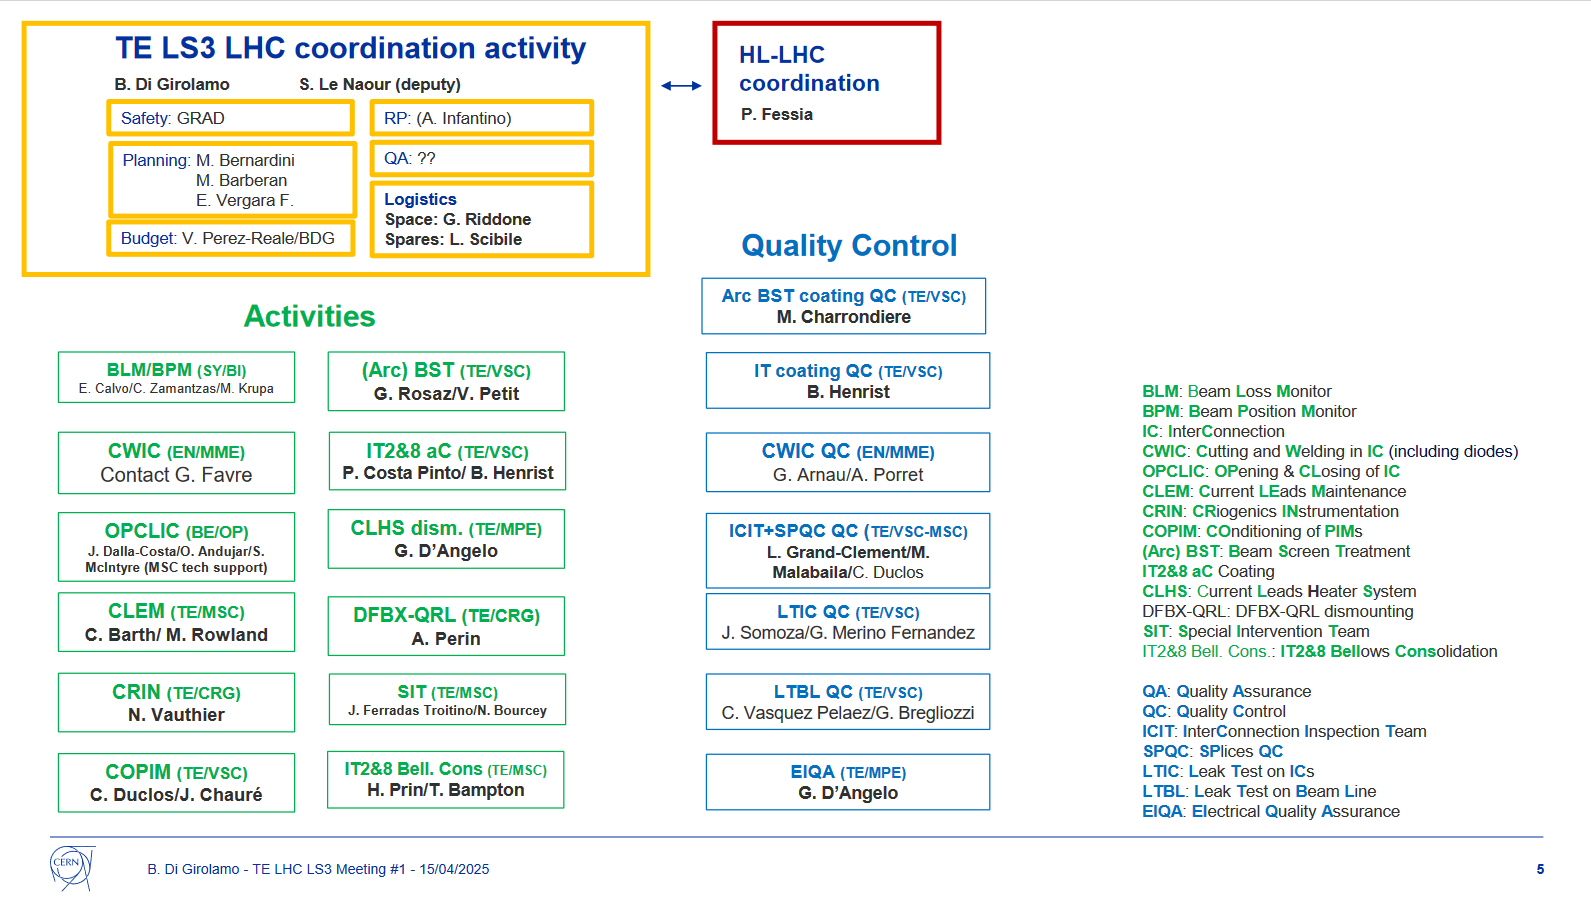 TE LS3 LHC coordination activity
B. Di Girolamo
S. Le Naour (deputy)
Safety: GRAD
Planning: M. Bernardini
M. Barberan
E. Vergara F.
Budget: V. Perez-Reale/BDG
RP: (A. Infantino)
QA: ??
Logistics
Space: G. Riddone
Spares: L. Scibile
HL-LHC
coordination
P. Fessia
Activities
BLM/BPM (SY/BI)
E. Calvo/C. Zamantzas/M. Krupa
CWIC (EN/MME)
Contact G. Favre
OPCLIC (BE/OP)
J. Dalla-Costa/O. Andujar/S.
McIntyre (MSC tech support)
CLEM (TE/MSC)
C. Barth/ M. Rowland
CRIN (TE/CRG)
N. Vauthier
COPIM (TE/VSC)
C. Duclos/J. Chauré
(Arc) BST (TE/VSC)
G. Rosaz/V. Petit
IT2&8 aC (TE/VSC)
P. Costa Pinto/ B. Henrist
CLHS dism. (TE/MPE)
G. D’Angelo
DFBX-QRL (TE/CRG)
A. Perin
SIT (TE/MSC)
J. Ferradas Troitino/N. Bourcey
IT2&8 Bell. Cons (TE/MSC)
H. Prin/T. Bampton
Quality Control
Arc BST coating QC (TE/VSC)
M. Charrondiere
IT coating QC (TE/VSC)
B. Henrist
CWIC QC (EN/MME)
G. Arnau/A. Porret
ICIT+SPQC QC (TE/VSC-MSC)
L. Grand-Clement/M.
Malabaila/C. Duclos
LTIC QC (TE/VSC)
J. Somoza/G. Merino Fernandez
LTBL QC (TE/VSC)
C. Vasquez Pelaez/G. Bregliozzi
ElQA (TE/MPE)
G. D’Angelo
BLM: Beam Loss Monitor
BPM: Beam Position Monitor
IC: InterConnection
CWIC: Cutting and Welding in IC (including diodes)
OPCLIC: OPening & CLosing of IC
CLEM: Current LEads Maintenance
CRIN: CRiogenics INstrumentation
COPIM: COnditioning of PIMs
(Arc) BST: Beam Screen Treatment
IT2&8 aC Coating
CLHS: Current Leads Heater System
DFBX-QRL: DFBX-QRL dismounting
SIT: Special Intervention Team
IT2&8 Bell. Cons.: IT2&8 Bellows Consolidation
QA: Quality Assurance
QC: Quality Control
ICIT: InterConnection Inspection Team
SPQC: SPlices QC
LTIC: Leak Test on ICs
LTBL: Leak Test on Beam Line
ElQA: Electrical Quality Assurance
CERN
B. Di Girolamo - TE LHC LS3 Meeting #1 - 15/04/2025
5